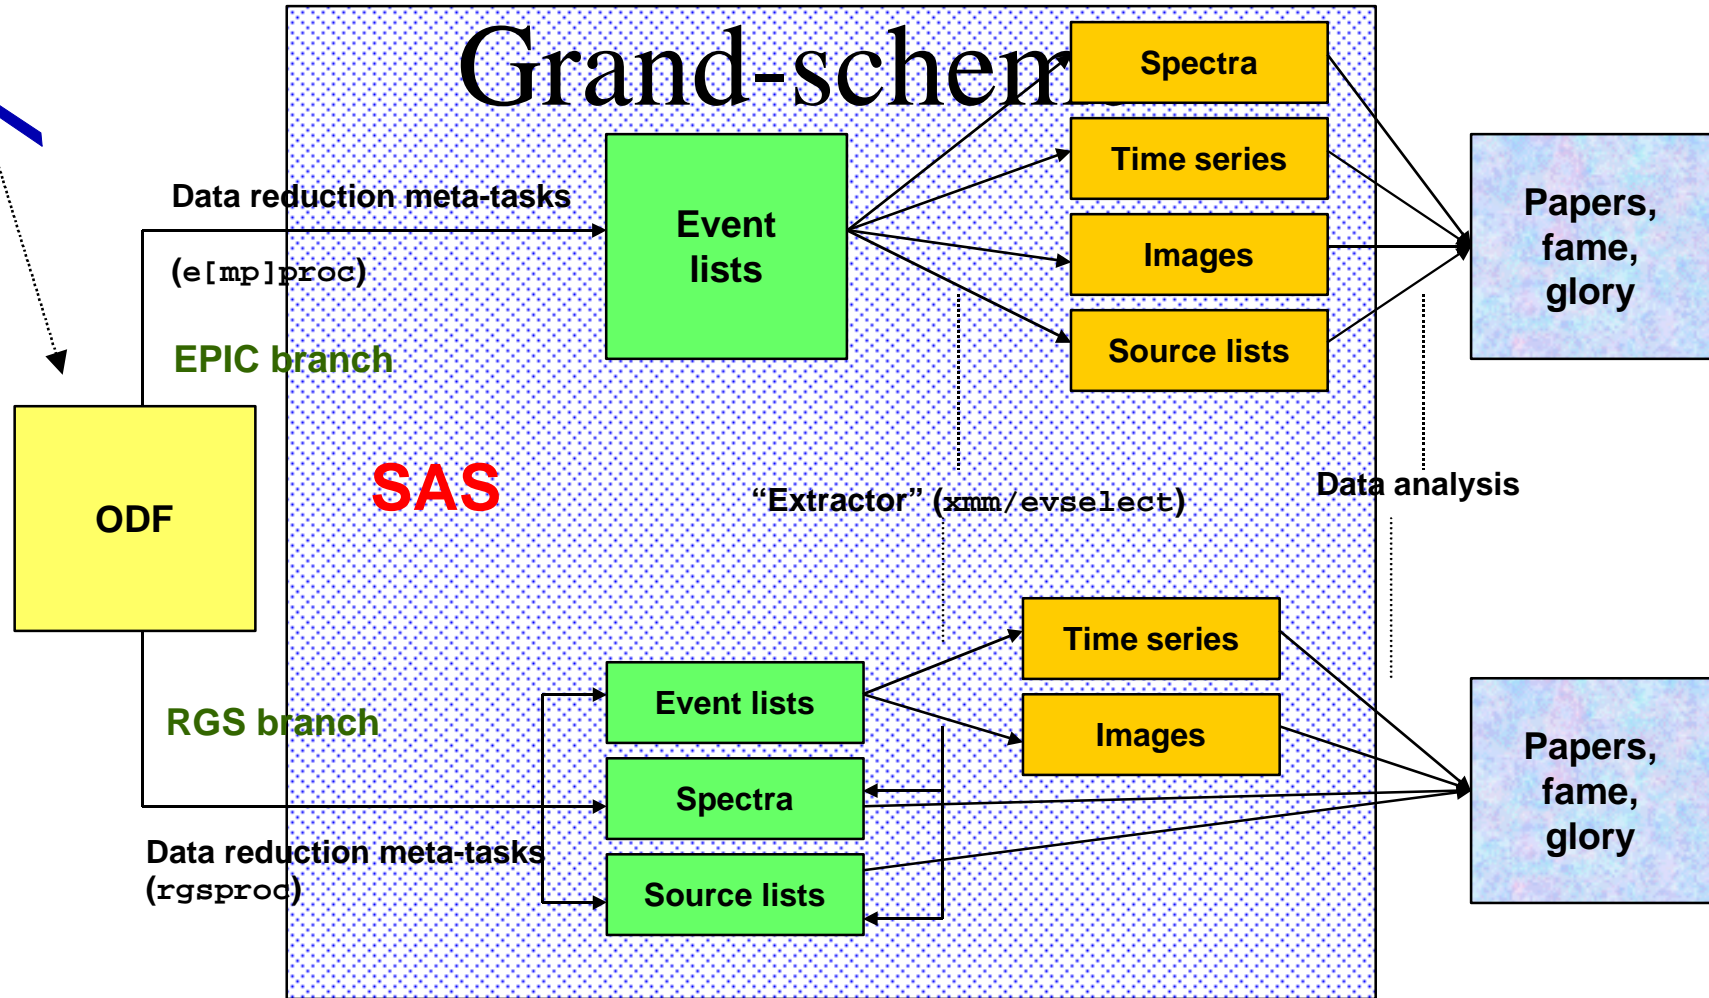 Grand-schem
Spectra
Time series
Images
Source lists
Data reduction meta-tasks
(e[mp]proc)
Event
lists
Papers,
fame,
glory
EPIC branch
ODF
SAS
“Extractor” (xmm/evselect)
Data analysis
RGS branch
Time series
Images
Event lists
Spectra
Source lists
Data reduction meta-tasks
(rgsproc)
Papers,
fame,
glory